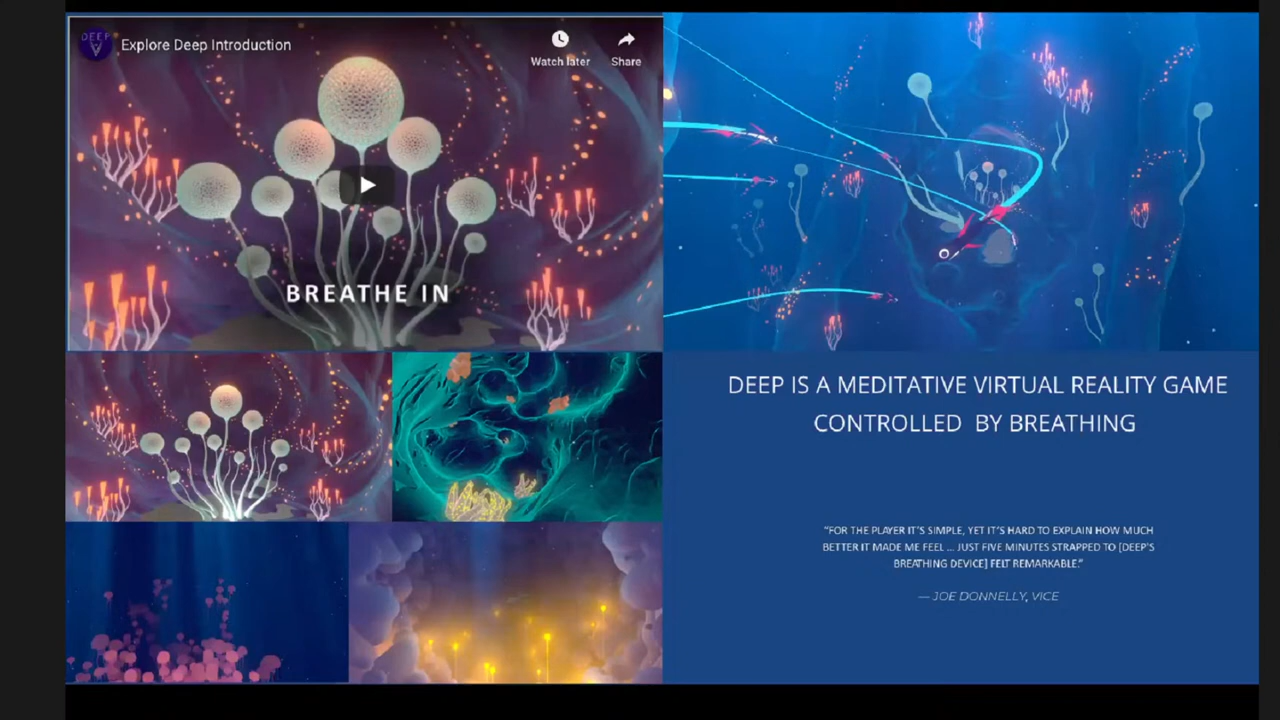 DEEP
Explore Deep Introduction
Watch later
Share
BREATHE IN
DEEP IS A MEDITATIVE VIRTUAL REALITY GAME
CONTROLLED BY BREATHING
“FOR THE PLAYER IT’S SIMPLE, YET IT’S HARD TO EXPLAIN HOW MUCH
BETTER IT MADE ME FEEL ... JUST FIVE MINUTES STRAPPED TO [DEEP’S
BREATHING DEVICE] FELT REMARKABLE.”
— JOE DONNELLY, VICE